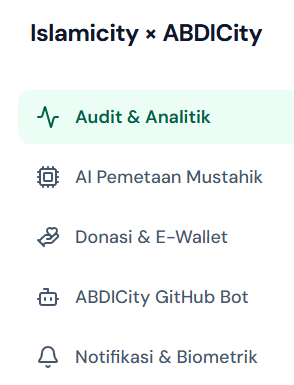 Islamicity × ABDICity
Audit & Analitik
AI Pemetaan Mustahik
Donasi & E-Wallet
ABDICity GitHub Bot
Notifikasi & Biometrik